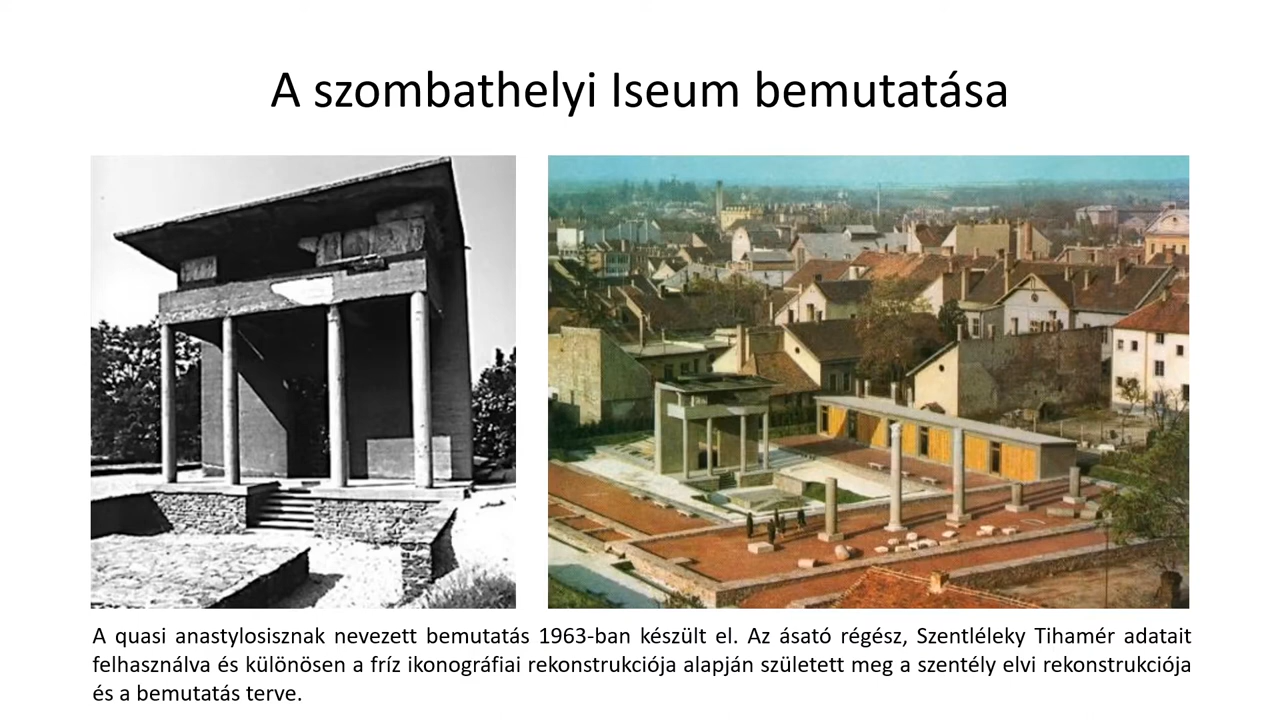 A szombathelyi Iseum bemutatása
A quasi anastylosisznak nevezett bemutatás 1963-ban készült el. Az ásató régész, Szentléleky Tihamér adatait
felhasználva és különösen a fríz ikonográfiai rekonstrukciója alapján született meg a szentély elvi rekonstrukciója
és a bemutatás terve.